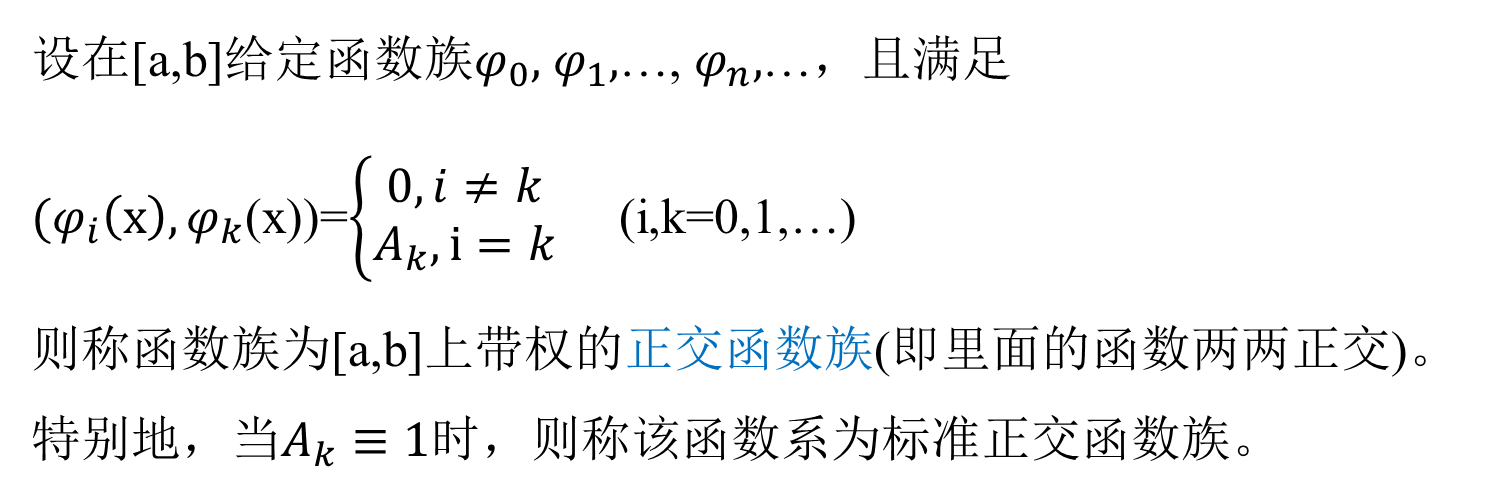 设在[a,b]给定函数族𝜑₀, 𝜑₁,…, 𝜑ₙ,…，且满足
(𝜑ᵢ(x), 𝜑ₖ(x))={0, i ≠ k
Aₖ, i = k (i,k=0,1,…)
则称函数族为[a,b]上带权的正交函数族(即里面的函数两两正交)。
特别地，当Aₖ ≡ 1时，则称该函数系为标准正交函数族。